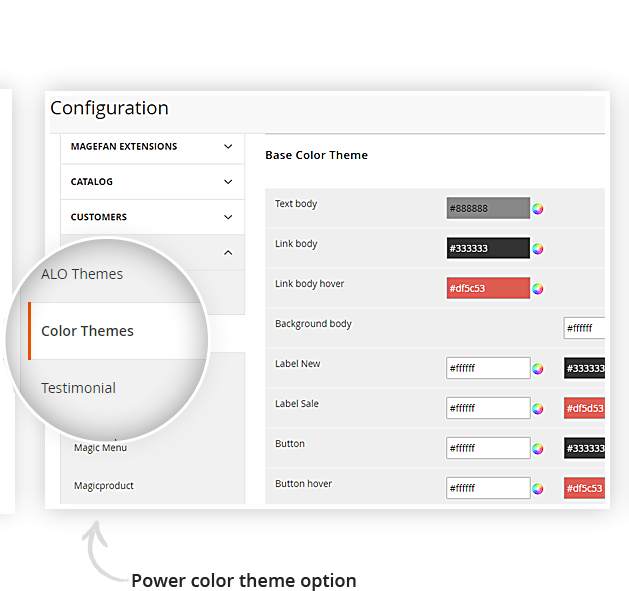 Configuration
MAGEFAN EXTENSIONS
CATALOG
CUSTOMERS
ALO Themes
Color Themes
Testimonial
Magic Menu
Magicproduct
Base Color Theme
Text body #888888
Link body #333333
Link body hover #df5c53
Background body #ffffff
Label New #ffffff #333333
Label Sale #ffffff #df5d53
Button #ffffff #333333
Button hover #ffffff #df5c53
Power color theme option